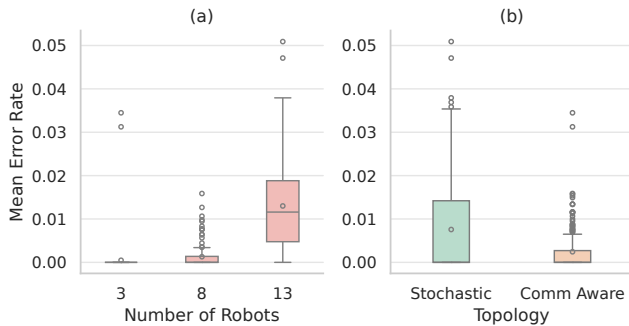 (a)
Mean Error Rate
0.05
0.04
0.03
0.02
0.01
0.00
3 8 13
Number of Robots
(b)
0.05
0.04
0.03
0.02
0.01
0.00
Stochastic Comm Aware
Topology